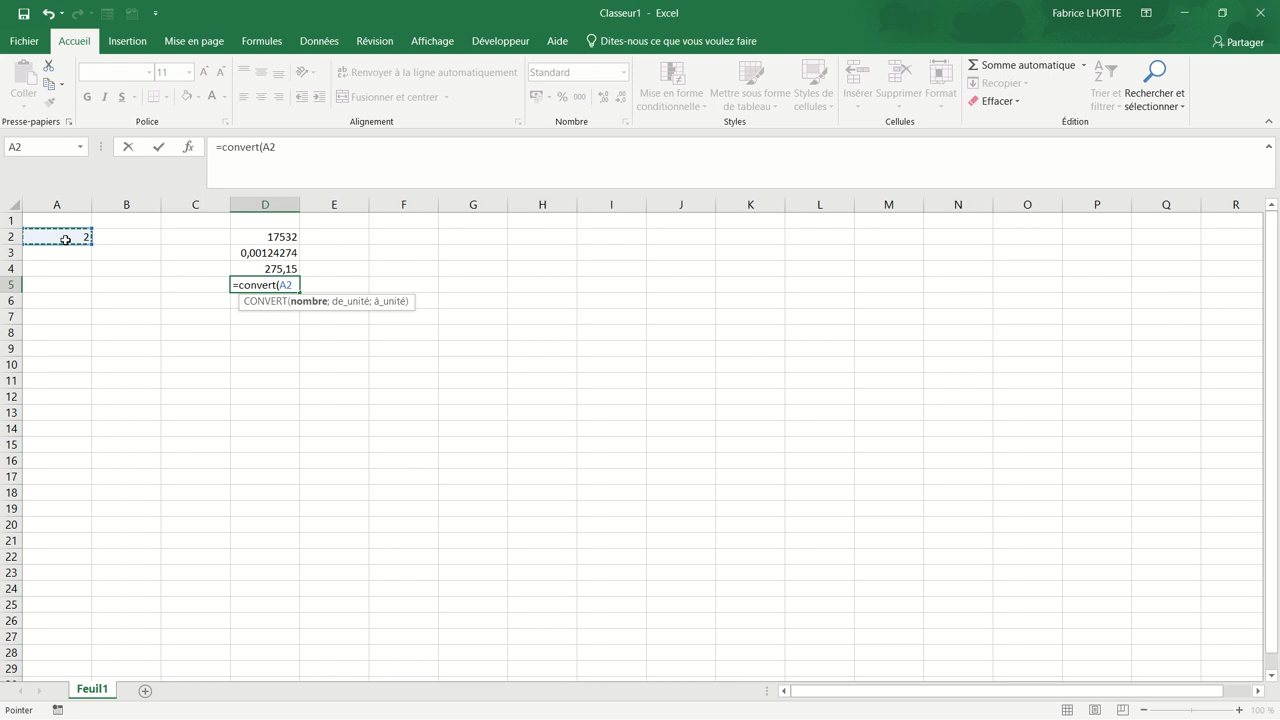 Classeur1 - Excel
Fabrice LHOTTE
Fichier Accueil Insertion Mise en page Formules Données Révision Affichage Développeur Aide Dites-nous ce que vous voulez faire Partager
Coller
Presse-papiers
11
G I S A
Police
Renvoyer à la ligne automatiquement
Fusionner et centrer
Alignement
Standard
% 000
Nombre
Mise en forme
conditionnelle
Mettre sous forme
de tableau
Styles de
cellules
Styles
Insérer Supprimer Format
Cellules
Somme automatique
Recopier
Effacer
Trier et
filtrer
Rechercher et
sélectionner
Édition
A2 fx =convert(A2
A B C D E F G H I J K L M N O P Q R
1
2 2 17532
3 0,00124274
4 275,15
5 =convert(A2
CONVERT(nombre; de_unité; à_unité)
6
7
8
9
10
11
12
13
14
15
16
17
18
19
20
21
22
23
24
25
26
27
28
29
Feuil1
Pointer
100 %